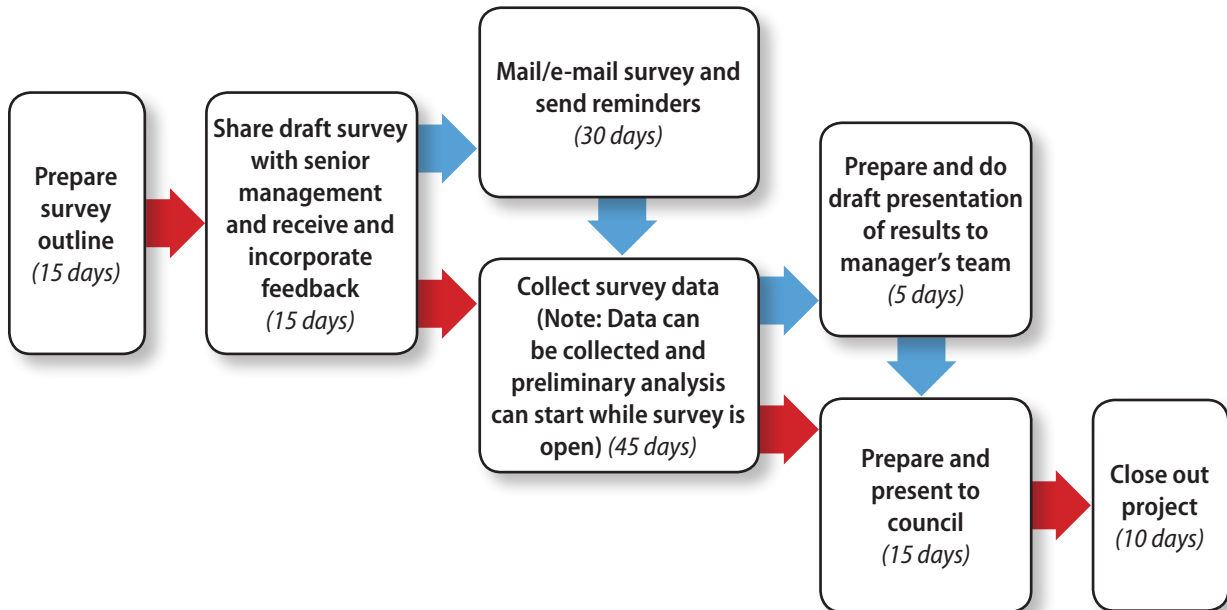 Prepare
survey
outline
(15 days)
Share draft survey
with senior
management
and receive and
incorporate
feedback
(15 days)
Mail/e-mail survey and
send reminders
(30 days)
Collect survey data
(Note: Data can
be collected and
preliminary analysis
can start while survey is
open) (45 days)
Prepare and do
draft presentation
of results to
manager’s team
(5 days)
Prepare and
present to
council
(15 days)
Close out
project
(10 days)